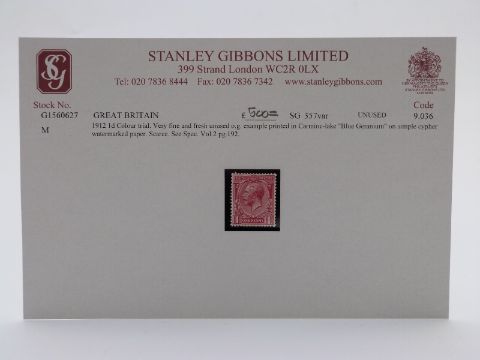 SG
STANLEY GIBBONS LIMITED
399 Strand London WC2R 0LX
Tel: 020 7836 8444 Fax: 020 7836 7342 www.stanleygibbons.com
Stock No. Code
G1560627 GREAT BRITAIN £ 500= SG 357var UNUSED 9.036
M 1912 1d Colour trial. Very fine and fresh unused o.g. example printed in Carmine-lake "Blue Geranium" on simple cypher
watermarked paper. Scarce. See Spec. Vol 2 pg 192.
ONE PENNY